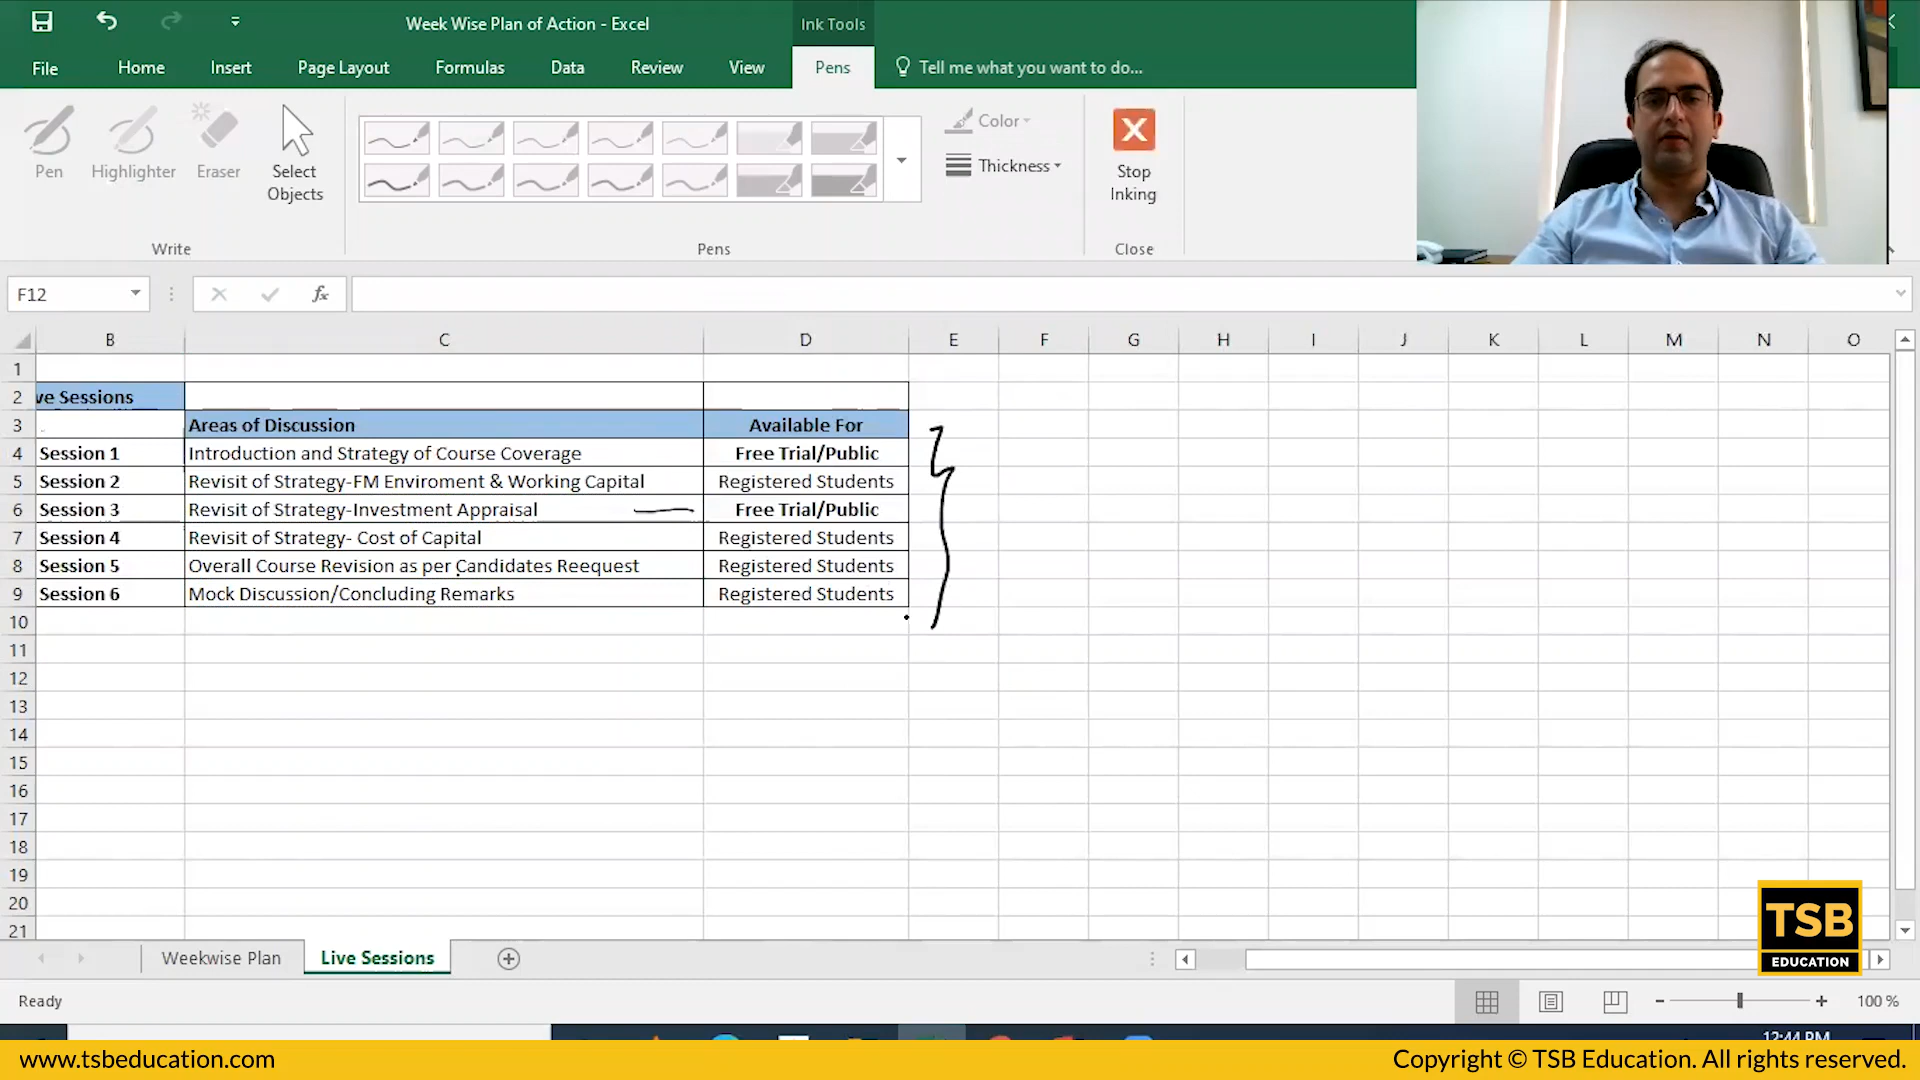 Week Wise Plan of Action - Excel
Ink Tools
File Home Insert Page Layout Formulas Data Review View Pens Tell me what you want to do...
Pen Highlighter Eraser Select Objects
Color
Thickness
Stop Inking
Write Pens Close
F12 fx
B C D E F G H I J K L M N O
1
2 ve Sessions
3 Areas of Discussion Available For
4 Session 1 Introduction and Strategy of Course Coverage Free Trial/Public
5 Session 2 Revisit of Strategy-FM Enviroment & Working Capital Registered Students
6 Session 3 Revisit of Strategy-Investment Appraisal Free Trial/Public
7 Session 4 Revisit of Strategy- Cost of Capital Registered Students
8 Session 5 Overall Course Revision as per Candidates Reequest Registered Students
9 Session 6 Mock Discussion/Concluding Remarks Registered Students
10
11
12
13
14
15
16
17
18
19
20
21
TSB
EDUCATION
Weekwise Plan Live Sessions
Ready 100 %
12:44 PM
www.tsbeducation.com Copyright © TSB Education. All rights reserved.